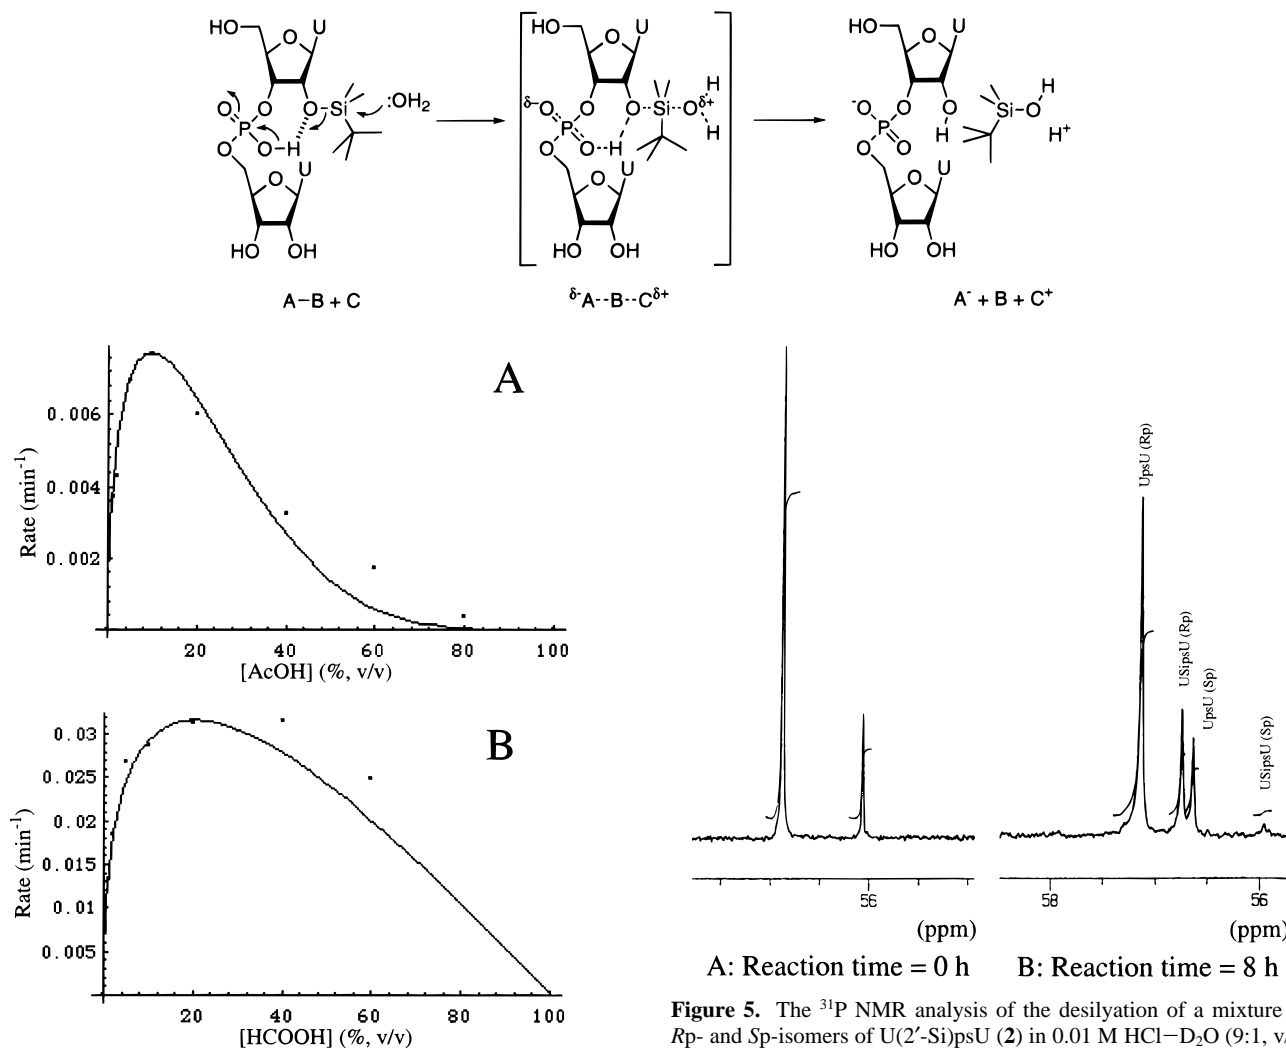 HO U HO U HO U
O O O
O O Si :OH₂ δ-O O O Si O δ+ H H -O O O Si O H
P O H P O H P O H H⁺
O U O U O U
O O O
HO OH HO OH HO OH
A–B + C δ-A--B--Cδ+ A⁻ + B + C⁺
A
Rate (min⁻¹)
0.006
0.004
0.002
20 40 60 80 100
[AcOH] (%, v/v)
B
Rate (min⁻¹)
0.03
0.025
0.02
0.015
0.01
0.005
20 40 60 80 100
[HCOOH] (%, v/v)
UpsU (Rp)
USipsU (Rp)
UpsU (Sp)
USipsU (Sp)
56 58 56
(ppm) (ppm)
A: Reaction time = 0 h B: Reaction time = 8 h
Figure 5. The ³¹P NMR analysis of the desilyation of a mixture
Rp- and Sp-isomers of U(2′-Si)psU (2) in 0.01 M HCl−D₂O (9:1, v/